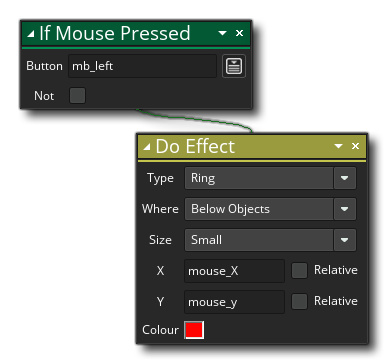 If Mouse Pressed
Button mb_left
Not
Do Effect
Type Ring
Where Below Objects
Size Small
X mouse_X Relative
Y mouse_y Relative
Colour